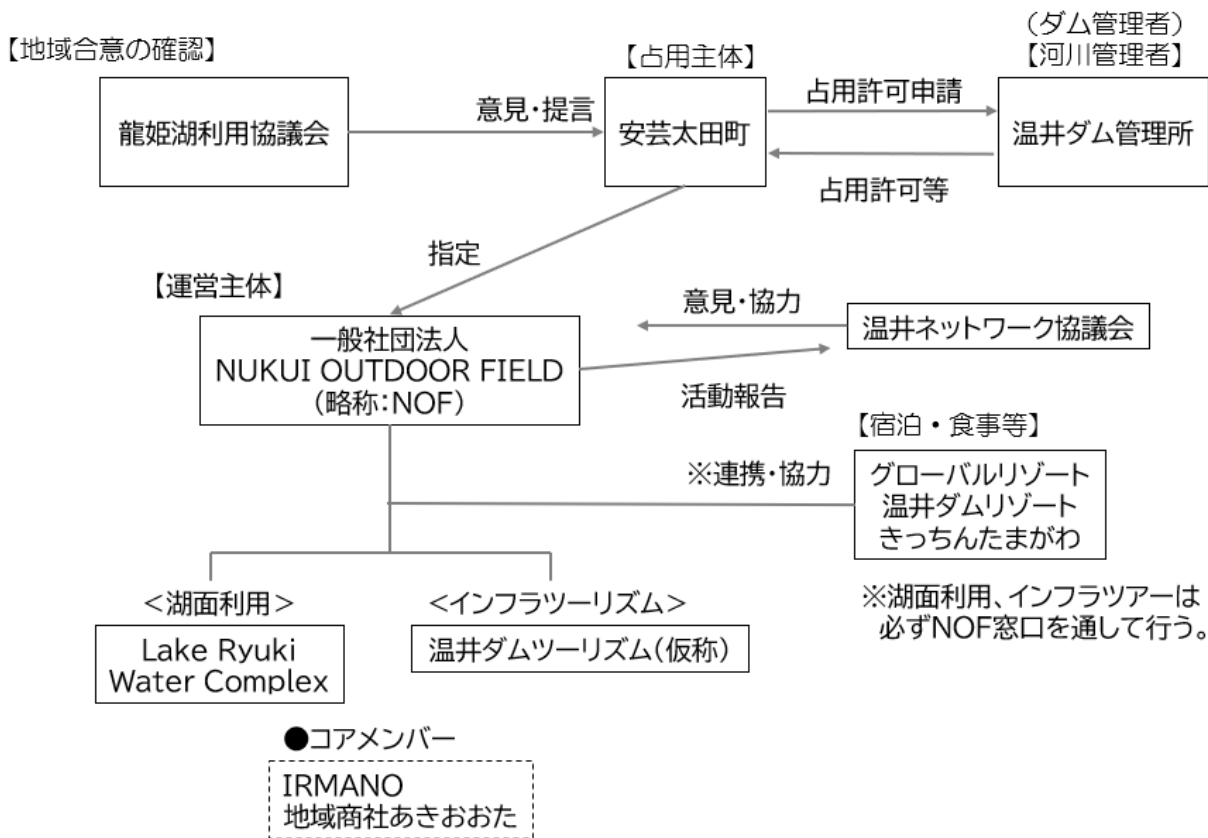 (ダム管理者)
【地域合意の確認】
【占用主体】
【河川管理者】
龍姫湖利用協議会
意見・提言
安芸太田町
占用許可申請
占用許可等
温井ダム管理所
指定
【運営主体】
一般社団法人
NUKUI OUTDOOR FIELD
(略称:NOF)
意見・協力
活動報告
温井ネットワーク協議会
【宿泊・食事等】
※連携・協力
グローバルリゾート
温井ダムリゾート
きっちんたまがわ
※湖面利用、インフラツアーは
必ずNOF窓口を通して行う。
<湖面利用>
Lake Ryuki
Water Complex
<インフラツーリズム>
温井ダムツーリズム(仮称)
●コアメンバー
IRMANO
地域商社あきおおた